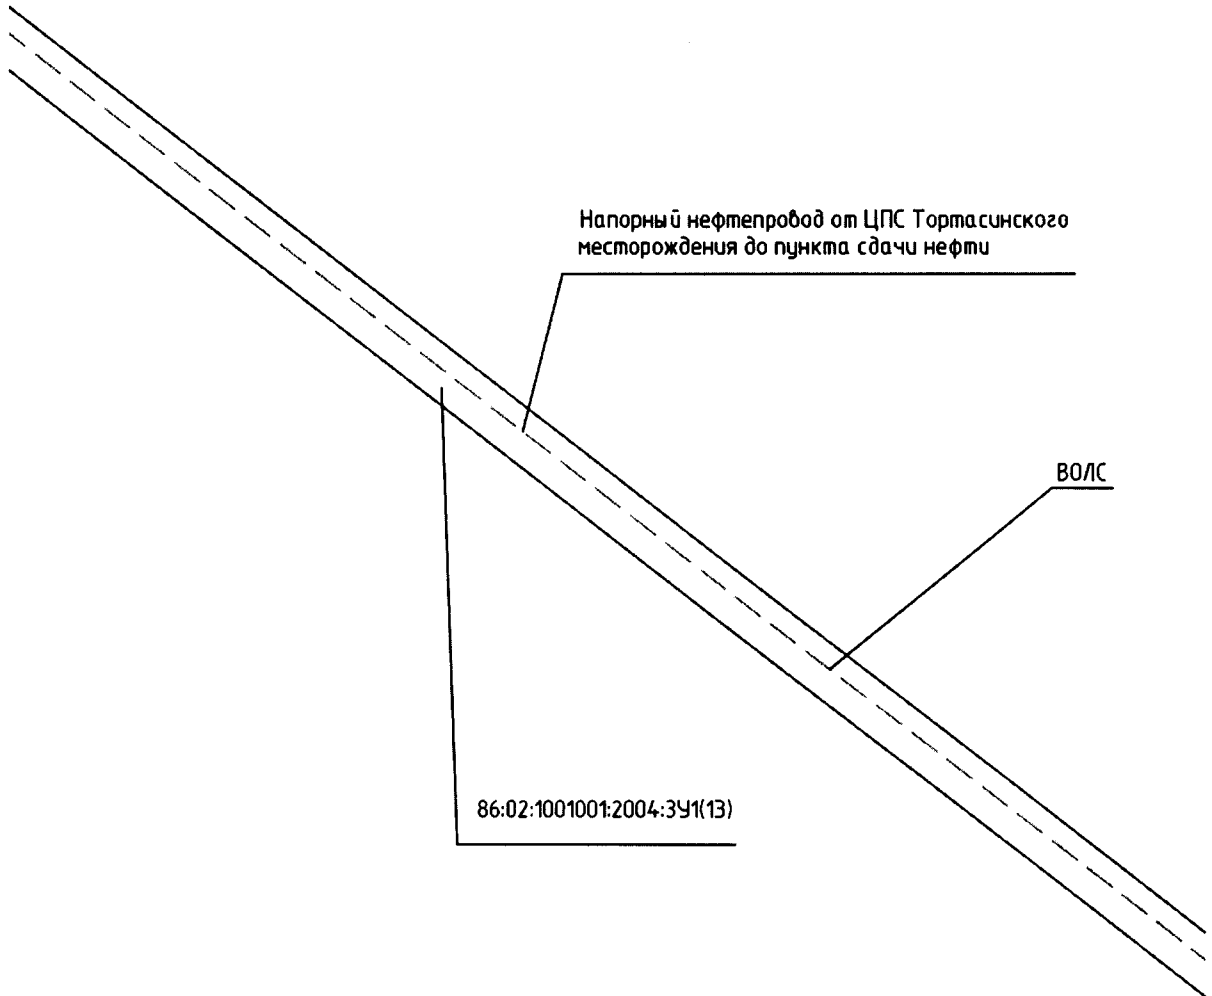 Напорный нефтепровод от ЦПС Тортасинского
месторождения до пункта сдачи нефти
ВОЛС
86:02:1001001:2004:ЗУ1(13)